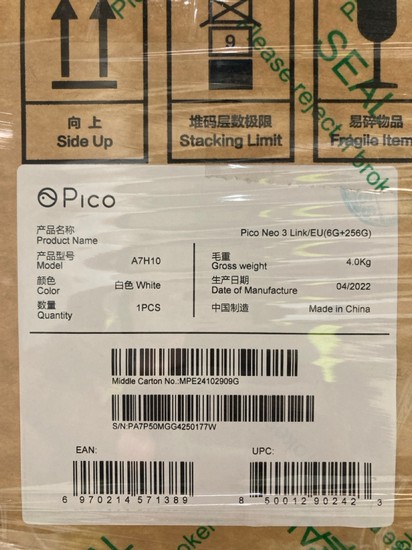 9
Please reject if brok
SEAL
向上
Side Up
堆码层数极限
Stacking Limit
易碎物品
Fragile Item
Pico
产品名称
Product Name
Pico Neo 3 Link/EU(6G+256G)
产品型号
Model
A7H10
毛重
Gross weight
4.0Kg
颜色
Color
白色 White
生产日期
Date of Manufacture
04/2022
数量
Quantity
1PCS
中国制造
Made in China
Middle Carton No.:MPE24102909G
S/N:PA7P50MGG4250177W
EAN:
UPC:
6 970214 571389
8 50012 90242 3
SEAL